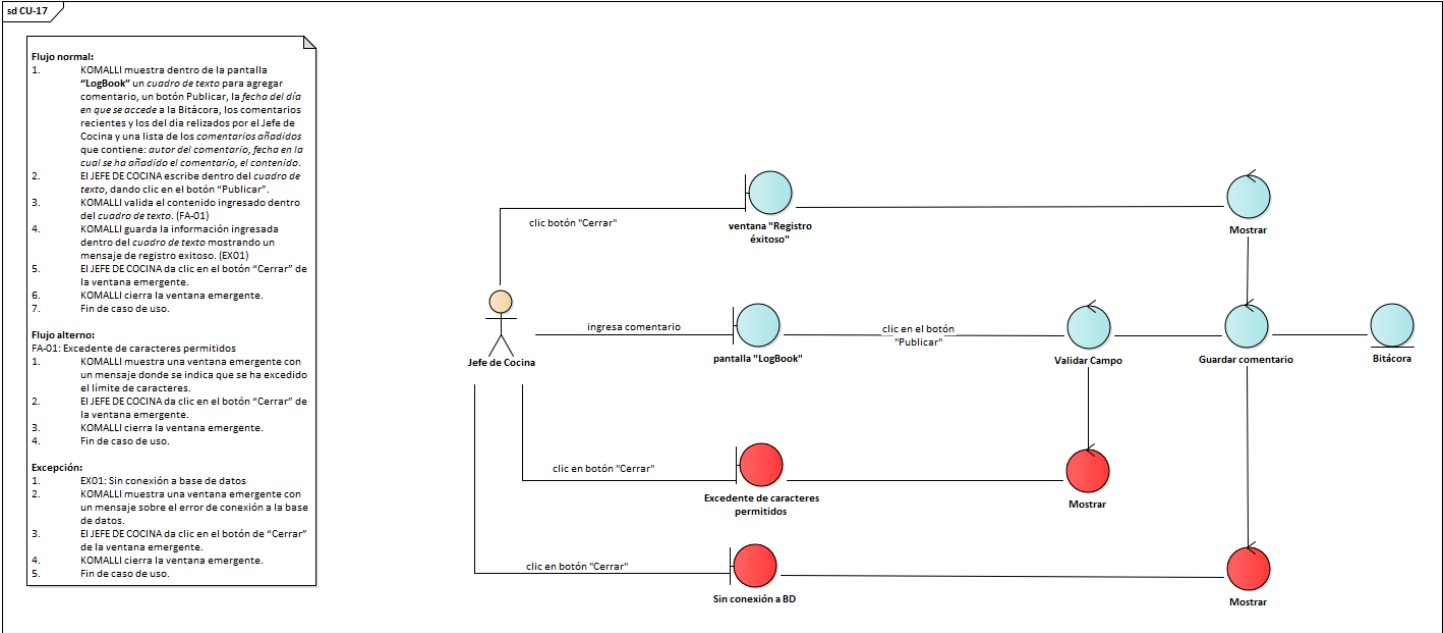 sd CU-17
Flujo normal:
1. KOMALLI muestra dentro de la pantalla
"LogBook" un cuadro de texto para agregar
comentario, un botón Publicar, la fecha del día
en que se accede a la Bitácora, los comentarios
recientes y los del día relizados por el Jefe de
Cocina y una lista de los comentarios añadidos
que contiene: autor del comentario, fecha en la
cual se ha añadido el comentario, el contenido.
2. El JEFE DE COCINA escribe dentro del cuadro de
texto, dando clic en el botón "Publicar".
3. KOMALLI valida el contenido ingresado dentro
del cuadro de texto. (FA-01)
4. KOMALLI guarda la información ingresada
dentro del cuadro de texto mostrando un
mensaje de registro exitoso. (EX01)
5. El JEFE DE COCINA da clic en el botón "Cerrar" de
la ventana emergente.
6. KOMALLI cierra la ventana emergente.
7. Fin de caso de uso.
Flujo alterno:
FA-01: Excedente de caracteres permitidos
1. KOMALLI muestra una ventana emergente con
un mensaje donde se indica que se ha excedido
el límite de caracteres.
2. El JEFE DE COCINA da clic en el botón "Cerrar" de
la ventana emergente.
3. KOMALLI cierra la ventana emergente.
4. Fin de caso de uso.
Excepción:
1. EX01: Sin conexión a base de datos
2. KOMALLI muestra una ventana emergente con
un mensaje sobre el error de conexión a la base
de datos.
3. El JEFE DE COCINA da clic en el botón de "Cerrar"
de la ventana emergente.
4. KOMALLI cierra la ventana emergente.
5. Fin de caso de uso.
clic botón "Cerrar"
ventana "Registro
éxitoso"
Mostrar
Jefe de Cocina
ingresa comentario
pantalla "LogBook"
clic en el botón
"Publicar"
Validar Campo
Guardar comentario
Bitácora
clic en botón "Cerrar"
Excedente de caracteres
permitidos
Mostrar
clic en botón "Cerrar"
Sin conexión a BD
Mostrar